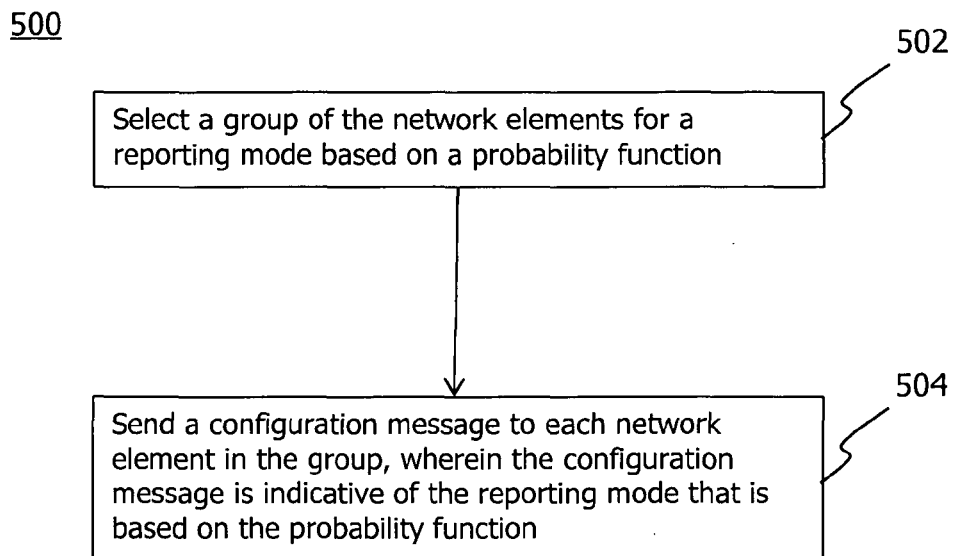 500
502
Select a group of the network elements for a
reporting mode based on a probability function
504
Send a configuration message to each network
element in the group, wherein the configuration
message is indicative of the reporting mode that is
based on the probability function